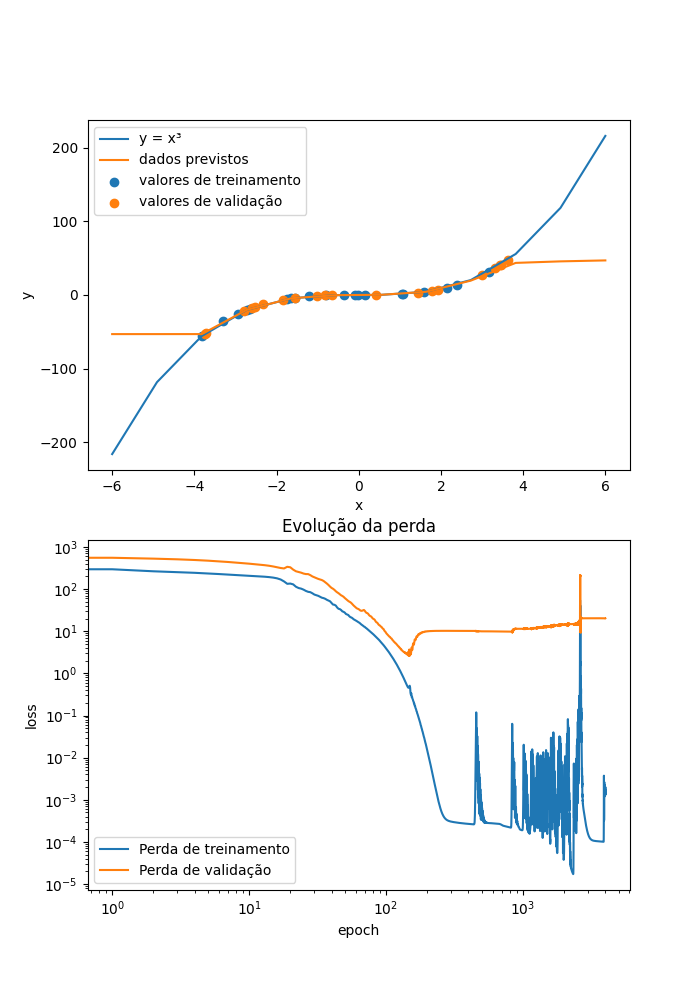 y = x³
dados previstos
valores de treinamento
valores de validação
200
100
0
−100
−200
y
−6
−4
−2
0
2
4
6
x
Evolução da perda
10³
10²
10¹
10⁰
10⁻¹
10⁻²
10⁻³
10⁻⁴
10⁻⁵
loss
Perda de treinamento
Perda de validação
10⁰
10¹
10²
10³
epoch